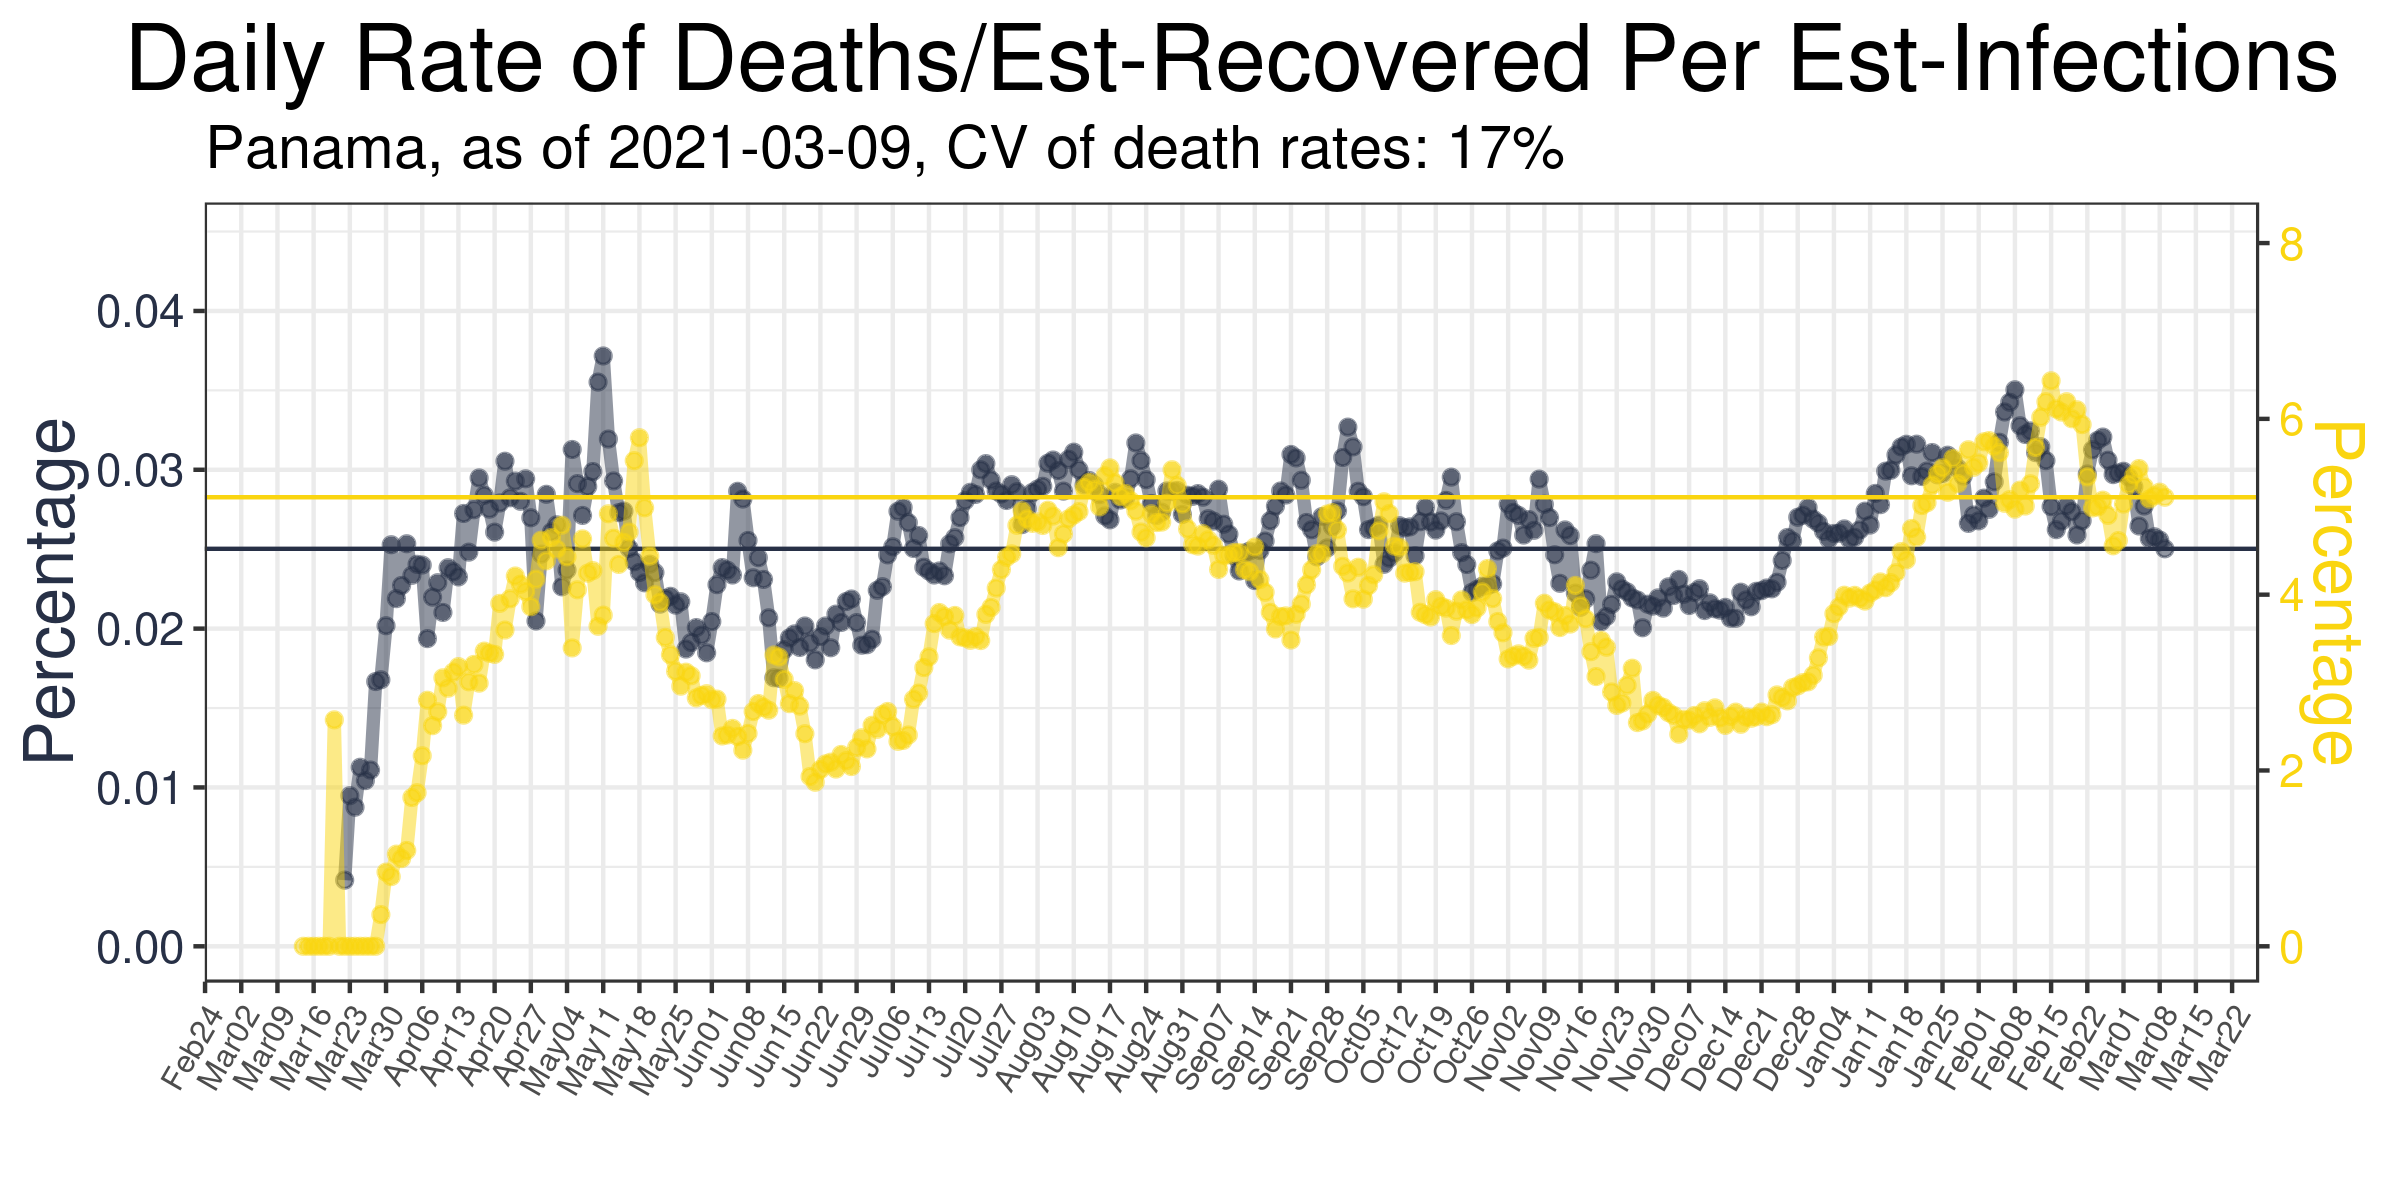 Daily Rate of Deaths/Est-Recovered Per Est-Infections
Panama, as of 2021-03-09, CV of death rates: 17%
Percentage
0.04
0.03
0.02
0.01
0.00
8
6
4
2
0
Percentage
Feb24
Mar02
Mar09
Mar16
Mar23
Mar30
Apr06
Apr13
Apr20
Apr27
May04
May11
May18
May25
Jun01
Jun08
Jun15
Jun22
Jun29
Jul06
Jul13
Jul20
Jul27
Aug03
Aug10
Aug17
Aug24
Aug31
Sep07
Sep14
Sep21
Sep28
Oct05
Oct12
Oct19
Oct26
Nov02
Nov09
Nov16
Nov23
Nov30
Dec07
Dec14
Dec21
Dec28
Jan04
Jan11
Jan18
Jan25
Feb01
Feb08
Feb15
Feb22
Mar01
Mar08
Mar15
Mar22